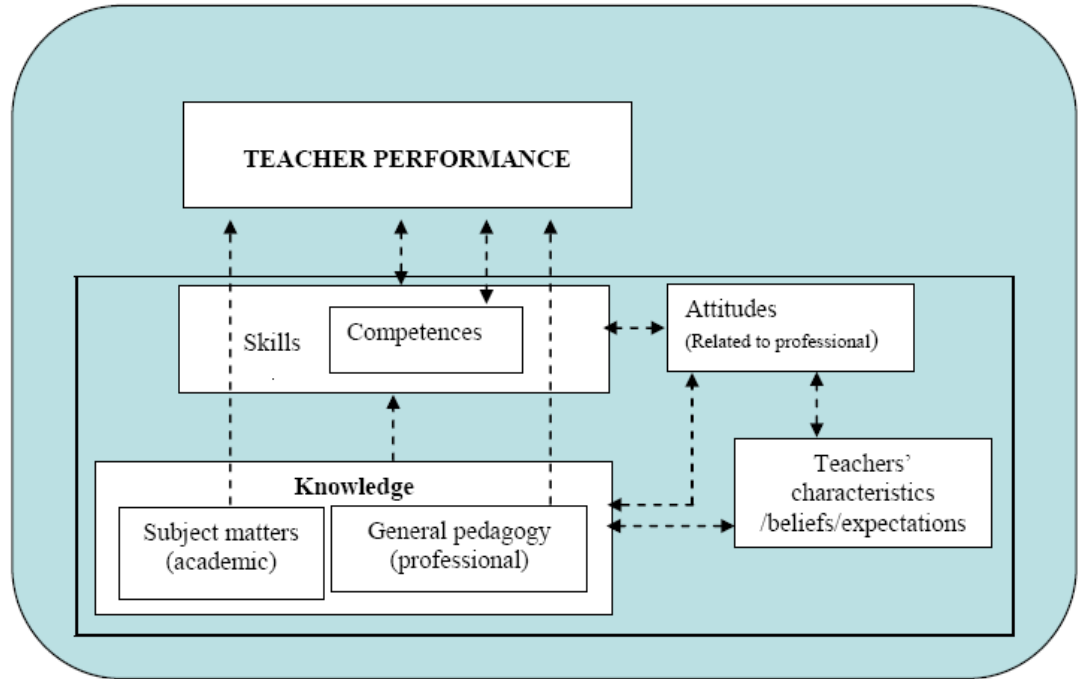 TEACHER PERFORMANCE
Skills
Competences
Attitudes
(Related to professional)
Knowledge
Subject matters
(academic)
General pedagogy
(professional)
Teachers’
characteristics
/beliefs/expectations